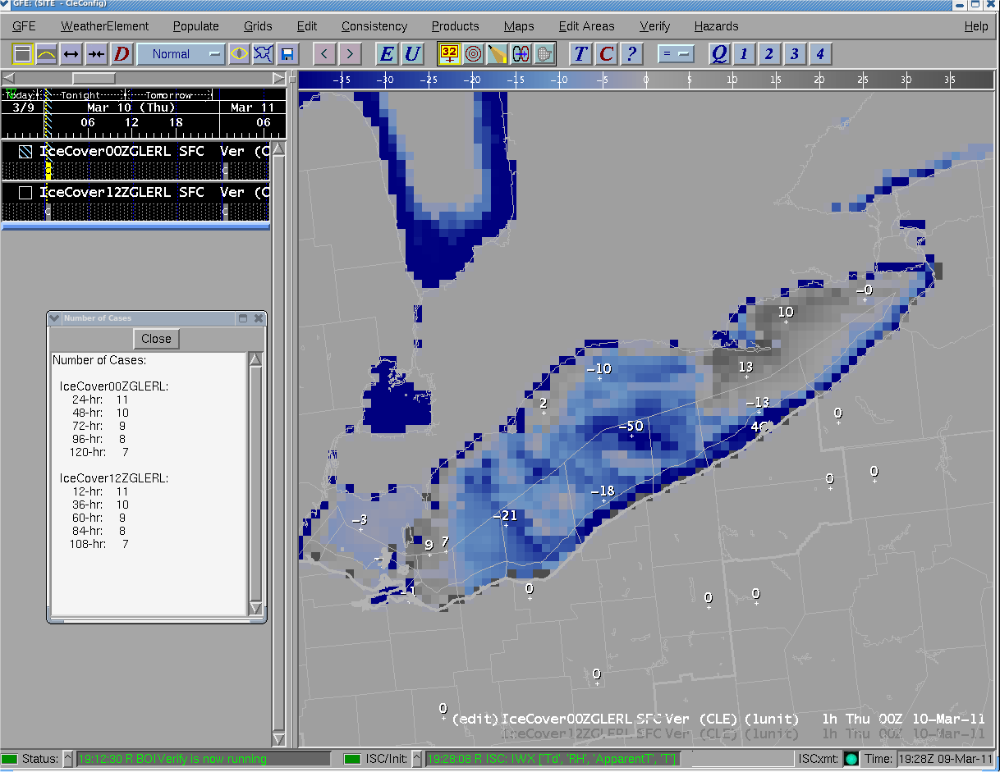 GFE: (SITE - CleConfig)
GFE WeatherElement Populate Grids Edit Consistency Products Maps Edit Areas Verify Hazards Help
D Normal < > E U 32 T C ? = Q 1 2 3 4
-35 -30 -25 -20 -15 -10 -5 0 5 10 15 20 25 30 35
Today Tonight Tomorrow
3/9 Mar 10 (Thu) Mar 11
06 12 18 06
IceCover00ZGLERL SFC Ver (C
IceCover12ZGLERL SFC Ver (C
Number of Cases
Close
Number of Cases:
IceCover00ZGLERL:
24-hr: 11
48-hr: 10
72-hr: 9
96-hr: 8
120-hr: 7
IceCover12ZGLERL:
12-hr: 11
36-hr: 10
60-hr: 9
84-hr: 8
108-hr: 7
-0
10
13
-10
2
-13
-50
0
0
0
-18
-21
-3
9 7
0
0
0
0
0
(edit)IceCover00ZGLERL SFC Ver (CLE) (1unit) 1h Thu 00Z 10-Mar-11
IceCover12ZGLERL SFC Ver (CLE) (1unit) 1h Thu 00Z 10-Mar-11
Status: 19:12:30 R BOIVerify is now running ISC/Init: 19:28:08 R ISC: IWX ['Td', 'RH', 'ApparentT', 'T'] ISCxmt: Time: 19:28Z 09-Mar-11